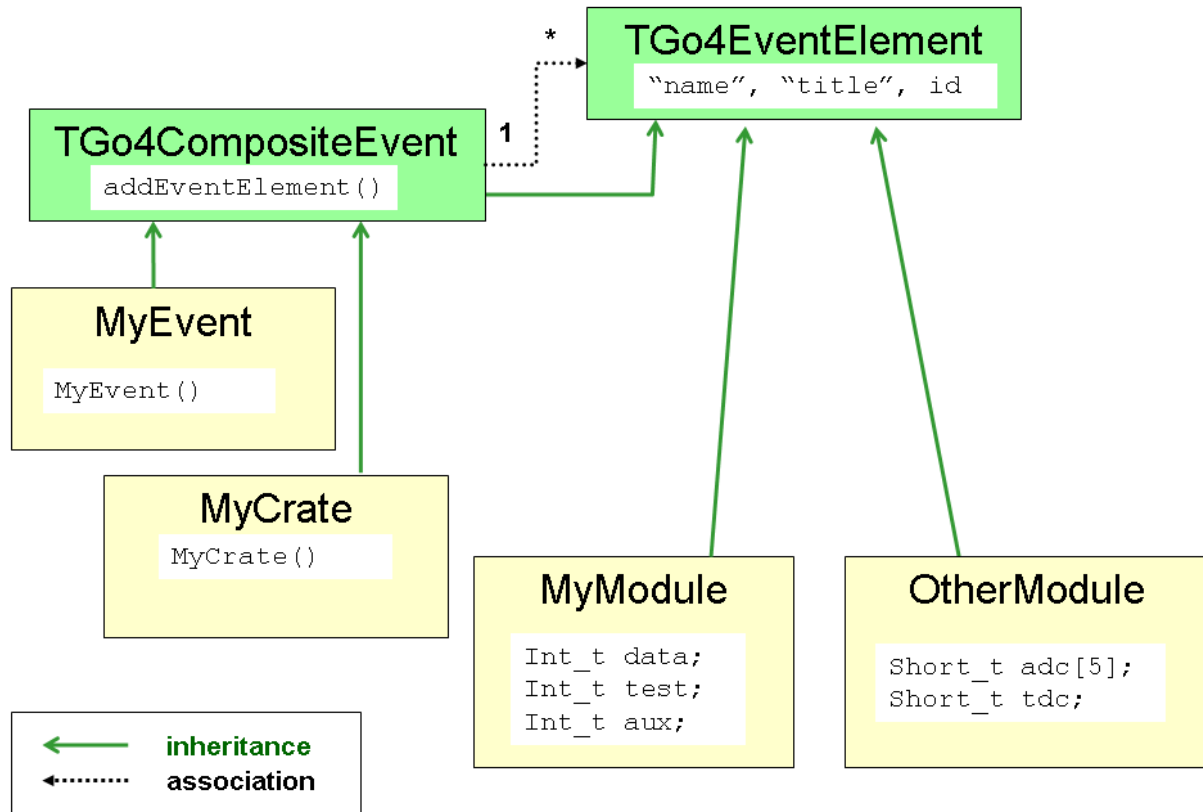 TGo4EventElement
“name”, “title”, id
*
1
TGo4CompositeEvent
addEventElement()
MyEvent
MyEvent()
MyCrate
MyCrate()
MyModule
Int_t data;
Int_t test;
Int_t aux;
OtherModule
Short_t adc[5];
Short_t tdc;
inheritance
association